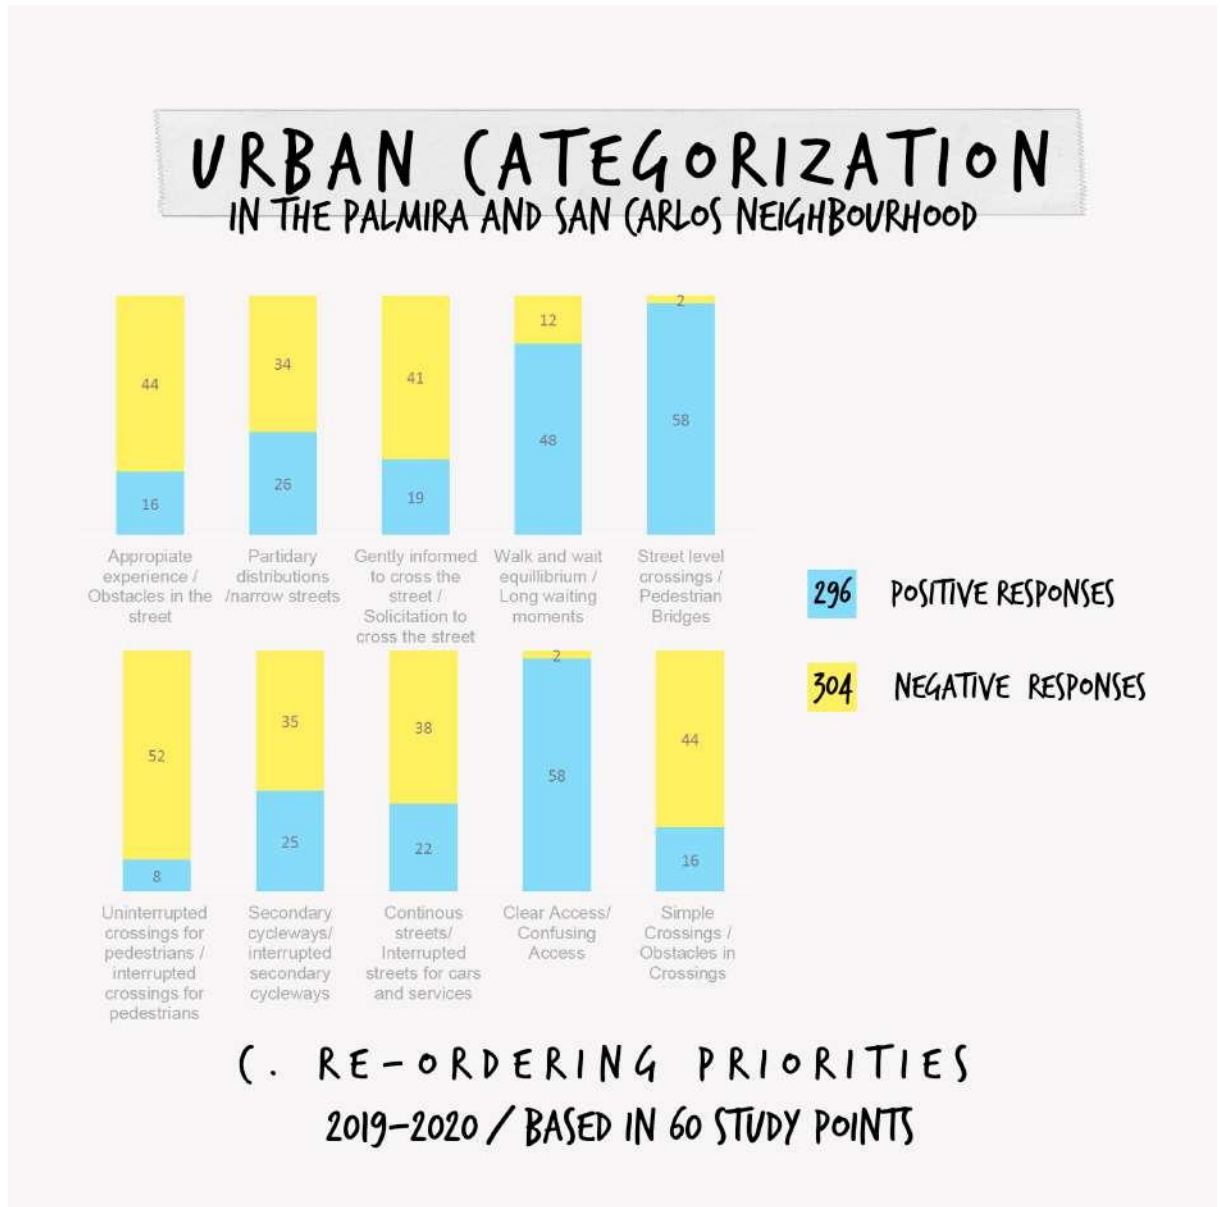 URBAN CATEGORIZATION
IN THE PALMIRA AND SAN CARLOS NEIGHBOURHOOD
44
16
34
26
41
19
12
48
2
58
Appropiate
experience /
Obstacles in the
street
Partidary
distributions
/narrow streets
Gently informed
to cross the
street /
Solicitation to
cross the street
Walk and wait
equillibrium /
Long waiting
moments
Street level
crossings /
Pedestrian
Bridges
296 POSITIVE RESPONSES
304 NEGATIVE RESPONSES
52
8
35
25
38
22
2
58
44
16
Uninterrupted
crossings for
pedestrians /
interrupted
crossings for
pedestrians
Secondary
cycleways/
interrupted
secondary
cycleways
Continous
streets/
Interrupted
streets for cars
and services
Clear Access/
Confusing
Access
Simple
Crossings /
Obstacles in
Crossings
C. RE-ORDERING PRIORITIES
2019-2020 / BASED IN 60 STUDY POINTS